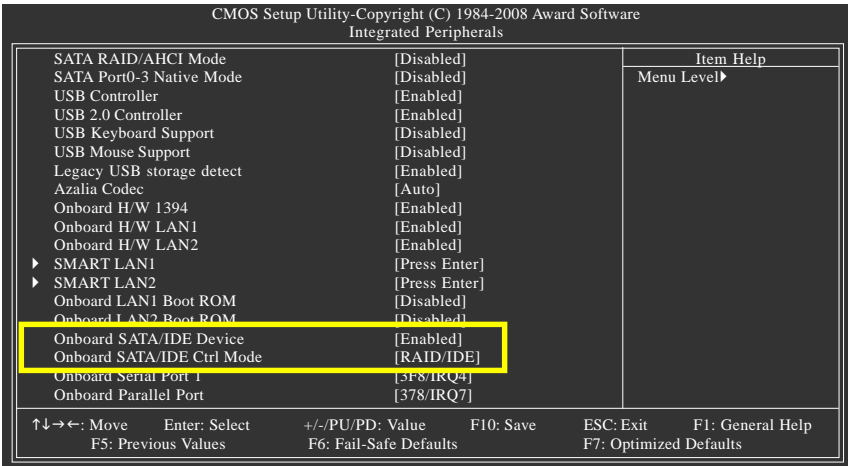 CMOS Setup Utility-Copyright (C) 1984-2008 Award Software
Integrated Peripherals
SATA RAID/AHCI Mode [Disabled]
SATA Port0-3 Native Mode [Disabled]
USB Controller [Enabled]
USB 2.0 Controller [Enabled]
USB Keyboard Support [Disabled]
USB Mouse Support [Disabled]
Legacy USB storage detect [Enabled]
Azalia Codec [Auto]
Onboard H/W 1394 [Enabled]
Onboard H/W LAN1 [Enabled]
Onboard H/W LAN2 [Enabled]
SMART LAN1 [Press Enter]
SMART LAN2 [Press Enter]
Onboard LAN1 Boot ROM [Disabled]
Onboard LAN2 Boot ROM [Disabled]
Onboard SATA/IDE Device [Enabled]
Onboard SATA/IDE Ctrl Mode [RAID/IDE]
Onboard Serial Port 1 [3F8/IRQ4]
Onboard Parallel Port [378/IRQ7]
Item Help
Menu Level
↑↓→←: Move Enter: Select +/-/PU/PD: Value F10: Save ESC: Exit F1: General Help
F5: Previous Values F6: Fail-Safe Defaults F7: Optimized Defaults